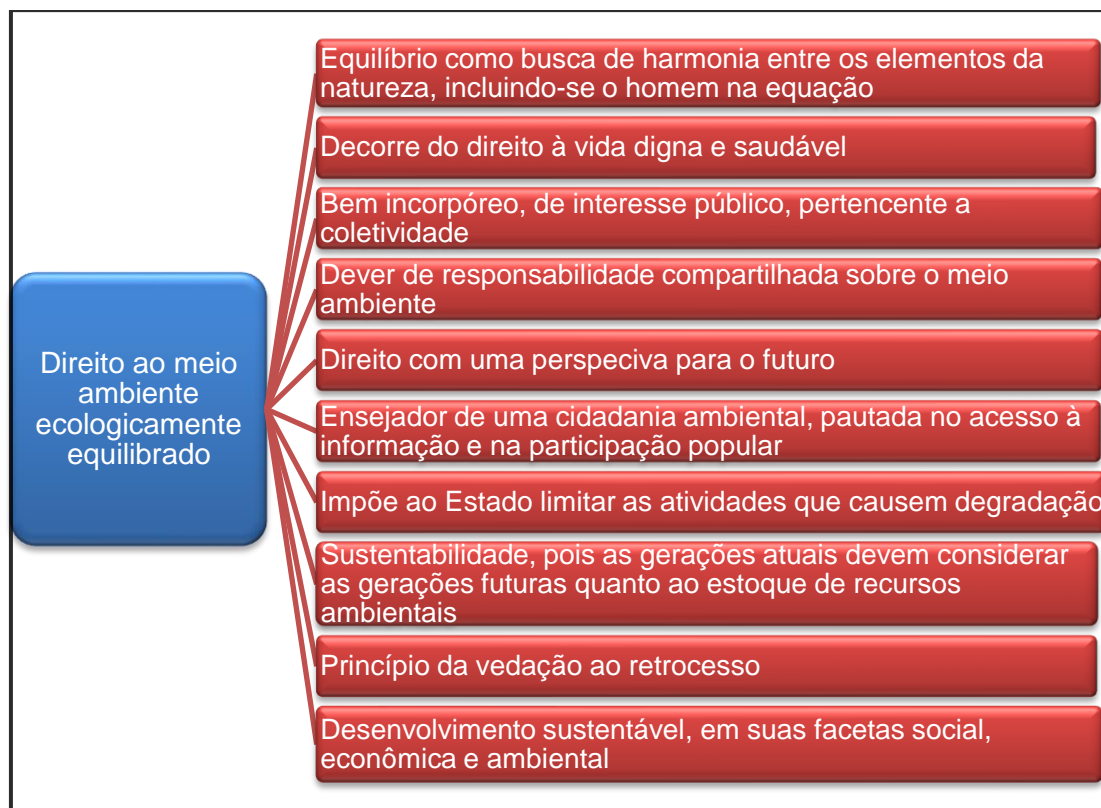 Equilíbrio como busca de harmonia entre os elementos da
natureza, incluindo-se o homem na equação
Decorre do direito à vida digna e saudável
Bem incorpóreo, de interesse público, pertencente a
coletividade
Dever de responsabilidade compartilhada sobre o meio
ambiente
Direito ao meio
ambiente
ecologicamente
equilibrado
Direito com uma perspeciva para o futuro
Ensejador de uma cidadania ambiental, pautada no acesso à
informação e na participação popular
Impõe ao Estado limitar as atividades que causem degradação
Sustentabilidade, pois as gerações atuais devem considerar
as gerações futuras quanto ao estoque de recursos
ambientais
Princípio da vedação ao retrocesso
Desenvolvimento sustentável, em suas facetas social,
econômica e ambiental